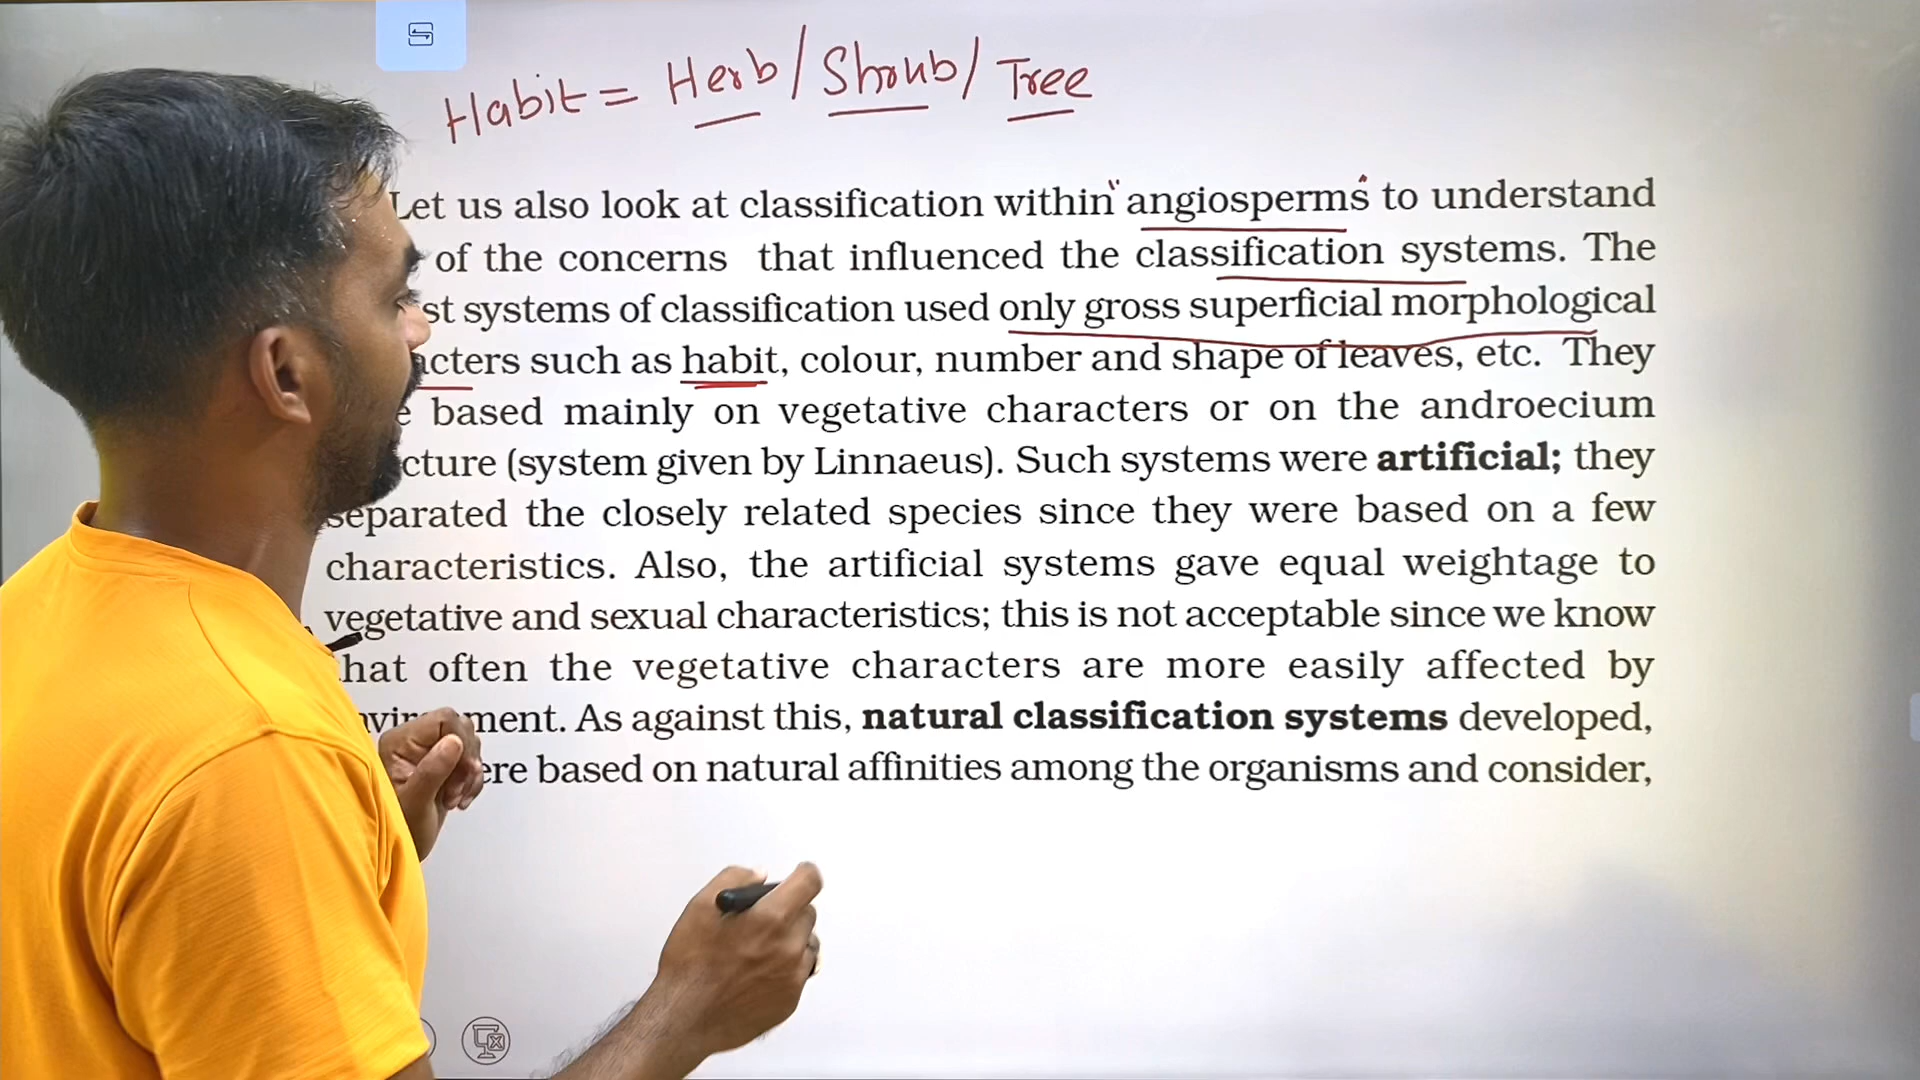 Habit = Herb / Shrub / Tree
Let us also look at classification within "angiosperms" to understand
of the concerns that influenced the classification systems. The
st systems of classification used only gross superficial morphological
acters such as habit, colour, number and shape of leaves, etc. They
e based mainly on vegetative characters or on the androecium
cture (system given by Linnaeus). Such systems were artificial; they
separated the closely related species since they were based on a few
characteristics. Also, the artificial systems gave equal weightage to
vegetative and sexual characteristics; this is not acceptable since we know
that often the vegetative characters are more easily affected by
ment. As against this, natural classification systems developed,
ere based on natural affinities among the organisms and consider,